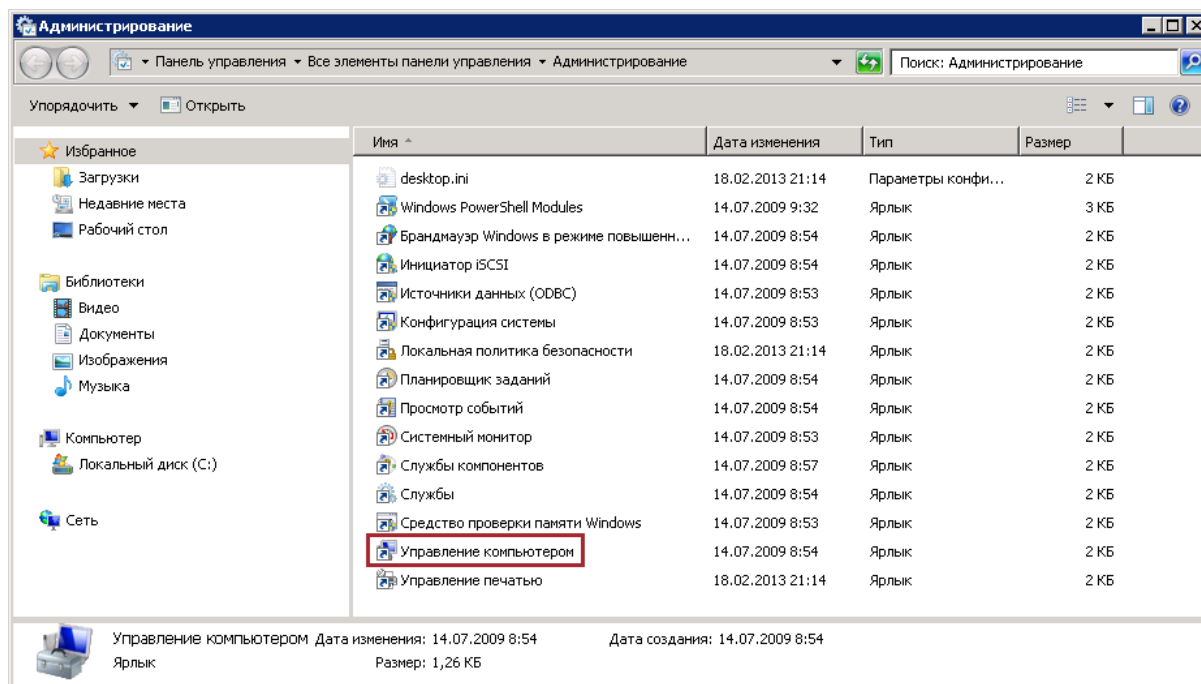 Администрирование
Панель управления Все элементы панели управления Администрирование Поиск: Администрирование
Упорядочить Открыть
Имя Дата изменения Тип Размер
Избранное
Загрузки
Недавние места
Рабочий стол
Библиотеки
Видео
Документы
Изображения
Музыка
Компьютер
Локальный диск (C:)
Сеть
desktop.ini 18.02.2013 21:14 Параметры конфи... 2 КБ
Windows PowerShell Modules 14.07.2009 9:32 Ярлык 3 КБ
Брандмауэр Windows в режиме повышенн... 14.07.2009 8:54 Ярлык 2 КБ
Инициатор iSCSI 14.07.2009 8:54 Ярлык 2 КБ
Источники данных (ODBC) 14.07.2009 8:53 Ярлык 2 КБ
Конфигурация системы 14.07.2009 8:53 Ярлык 2 КБ
Локальная политика безопасности 18.02.2013 21:14 Ярлык 2 КБ
Планировщик заданий 14.07.2009 8:54 Ярлык 2 КБ
Просмотр событий 14.07.2009 8:54 Ярлык 2 КБ
Системный монитор 14.07.2009 8:53 Ярлык 2 КБ
Службы компонентов 14.07.2009 8:57 Ярлык 2 КБ
Службы 14.07.2009 8:54 Ярлык 2 КБ
Средство проверки памяти Windows 14.07.2009 8:53 Ярлык 2 КБ
Управление компьютером 14.07.2009 8:54 Ярлык 2 КБ
Управление печатью 18.02.2013 21:14 Ярлык 2 КБ
Управление компьютером Дата изменения: 14.07.2009 8:54 Дата создания: 14.07.2009 8:54
Ярлык Размер: 1,26 КБ